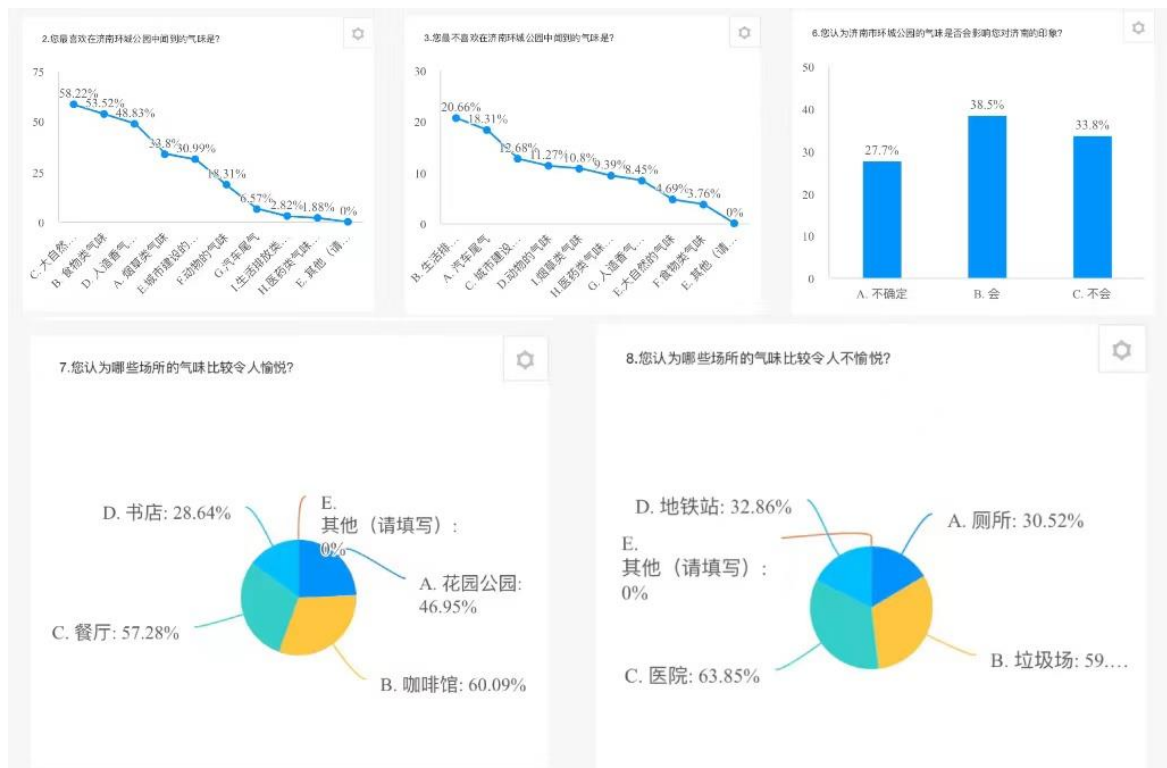 2.您最喜欢在济南环城公园中闻到的气味是?
75
50
25
0
58.22%
53.52%
48.83%
33.8%
30.99%
18.31%
6.57%
2.82%
1.88%
0%
C. 大自然…
B. 食物类气味
D. 人造香气…
A. 烟草类气味
E.城市建设的…
F.动物的气味
G.汽车尾气
I.生活排放类…
H.医药类气味…
E. 其他（请…
3.您最不喜欢在济南环城公园中闻到的气味是?
30
20
10
0
20.66%
18.31%
12.68%
11.27%
10.8%
9.39%
8.45%
4.69%
3.76%
0%
B. 生活排…
A. 汽车尾气
C. 城市建设…
D.动物的气味
I.烟草类气味
H.医药类气味…
G. 人造香气…
E.大自然的气味
F.食物类气味
E. 其他（请…
6.您认为济南市环城公园的气味是否会影响您对济南的印象?
50
40
30
20
10
0
27.7%
38.5%
33.8%
A. 不确定
B. 会
C. 不会
7.您认为哪些场所的气味比较令人愉悦?
D. 书店: 28.64%
E.
其他（请填写）:
0%
A. 花园公园:
46.95%
C. 餐厅: 57.28%
B. 咖啡馆: 60.09%
8.您认为哪些场所的气味比较令人不愉悦?
D. 地铁站: 32.86%
A. 厕所: 30.52%
E.
其他（请填写）:
0%
C. 医院: 63.85%
B. 垃圾场: 59.…